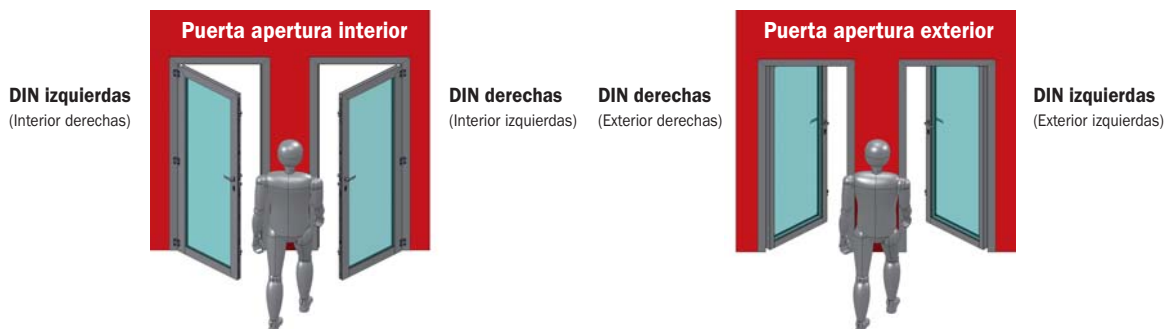 Puerta apertura interior
DIN izquierdas
(Interior derechas)
DIN derechas
(Interior izquierdas)
Puerta apertura exterior
DIN derechas
(Exterior derechas)
DIN izquierdas
(Exterior izquierdas)